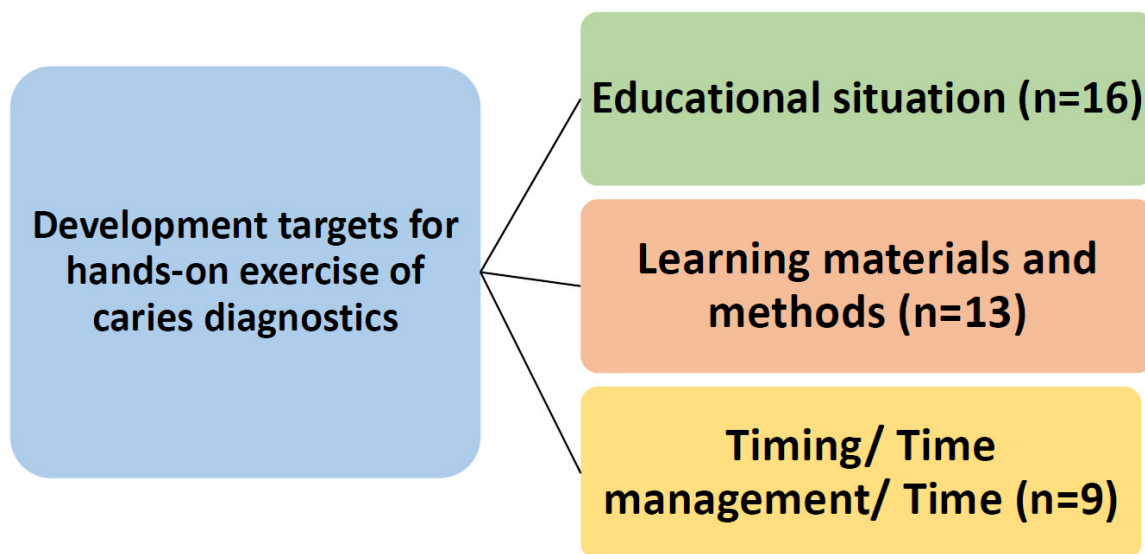 Development targets for
hands-on exercise of
caries diagnostics
Educational situation (n=16)
Learning materials and
methods (n=13)
Timing/ Time
management/ Time (n=9)